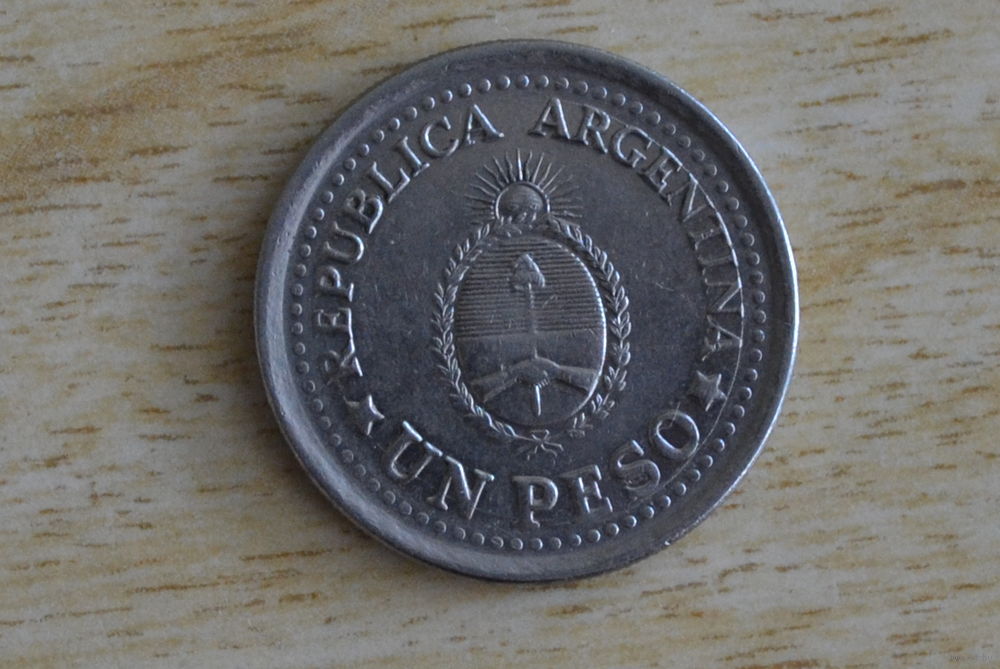 REPUBLICA ARGENTINA
★ UN PESO ★